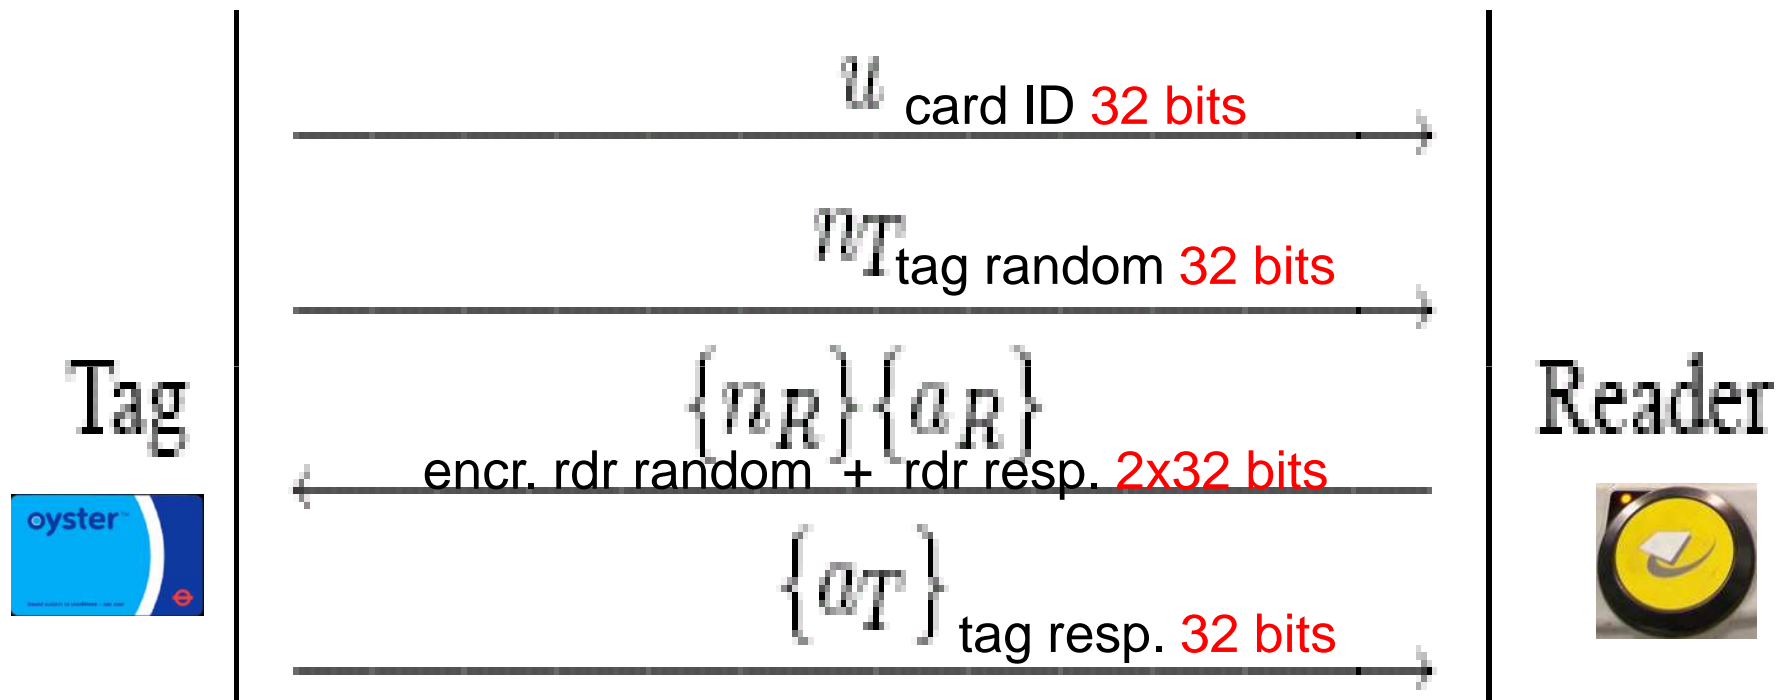 u card ID 32 bits
nT tag random 32 bits
Tag
{nR}{aR}
Reader
encr. rdr random + rdr resp. 2x32 bits
oyster
{aT} tag resp. 32 bits